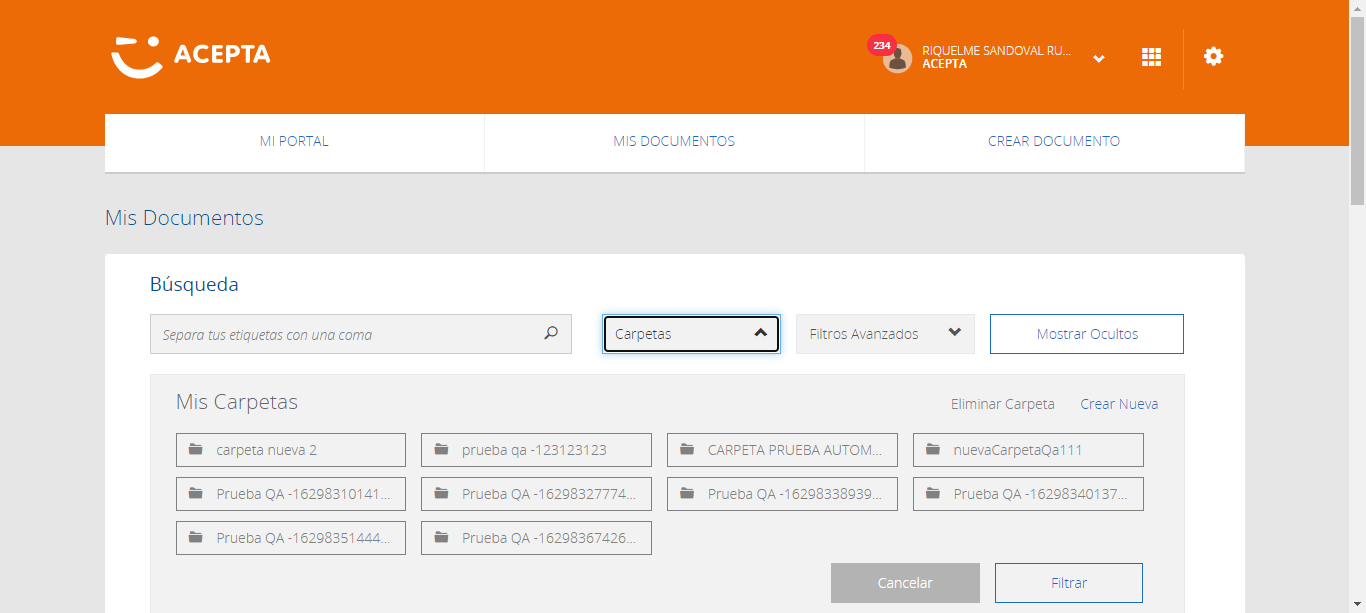 ACEPTA
234
RIQUELME SANDOVAL RU...
ACEPTA
MI PORTAL
MIS DOCUMENTOS
CREAR DOCUMENTO
Mis Documentos
Búsqueda
Separa tus etiquetas con una coma
Carpetas
Filtros Avanzados
Mostrar Ocultos
Mis Carpetas
Eliminar Carpeta
Crear Nueva
carpeta nueva 2
prueba qa -123123123
CARPETA PRUEBA AUTOM...
nuevaCarpetaQa111
Prueba QA -16298310141...
Prueba QA -16298327774...
Prueba QA -16298338939...
Prueba QA -16298340137...
Prueba QA -16298351444...
Prueba QA -16298367426...
Cancelar
Filtrar